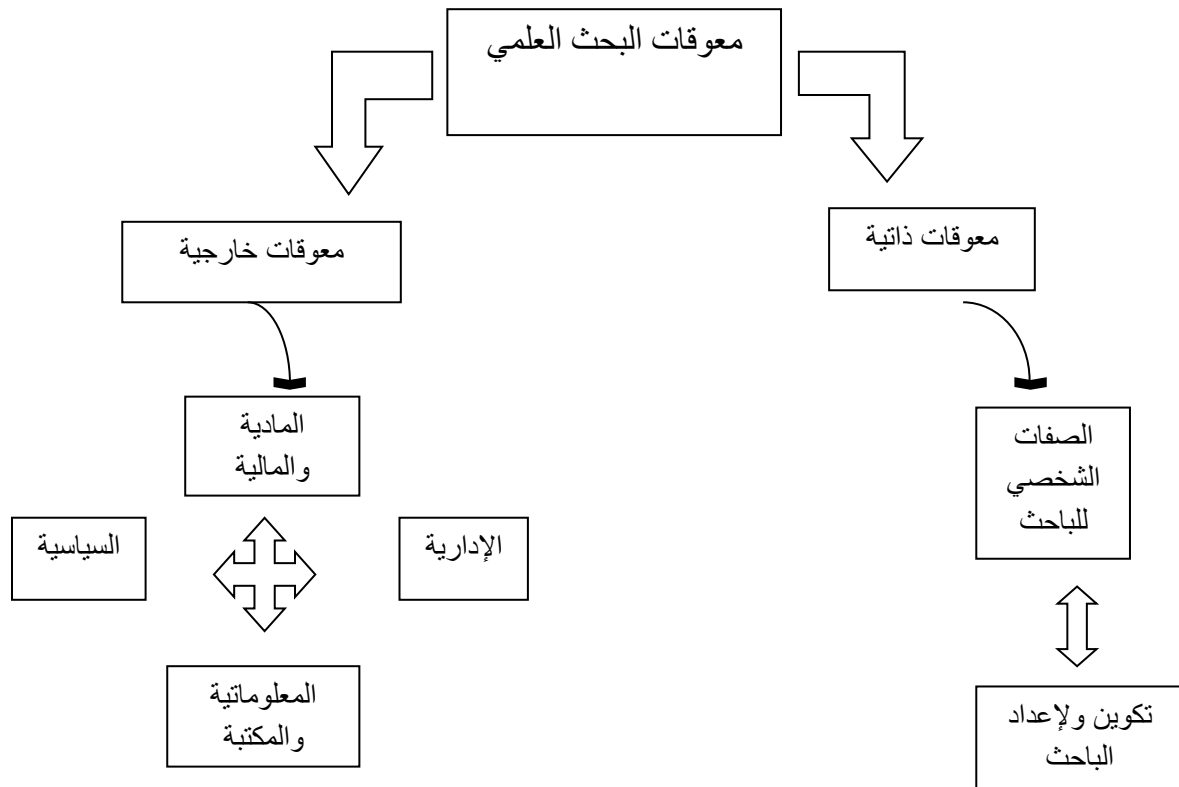 معوقات البحث العلمي
معوقات ذاتية
معوقات خارجية
الصفات
الشخصي
للباحث
تكوين ولإعداد
الباحث
المادية
والمالية
الإدارية
السياسية
المعلوماتية
والمكتبة